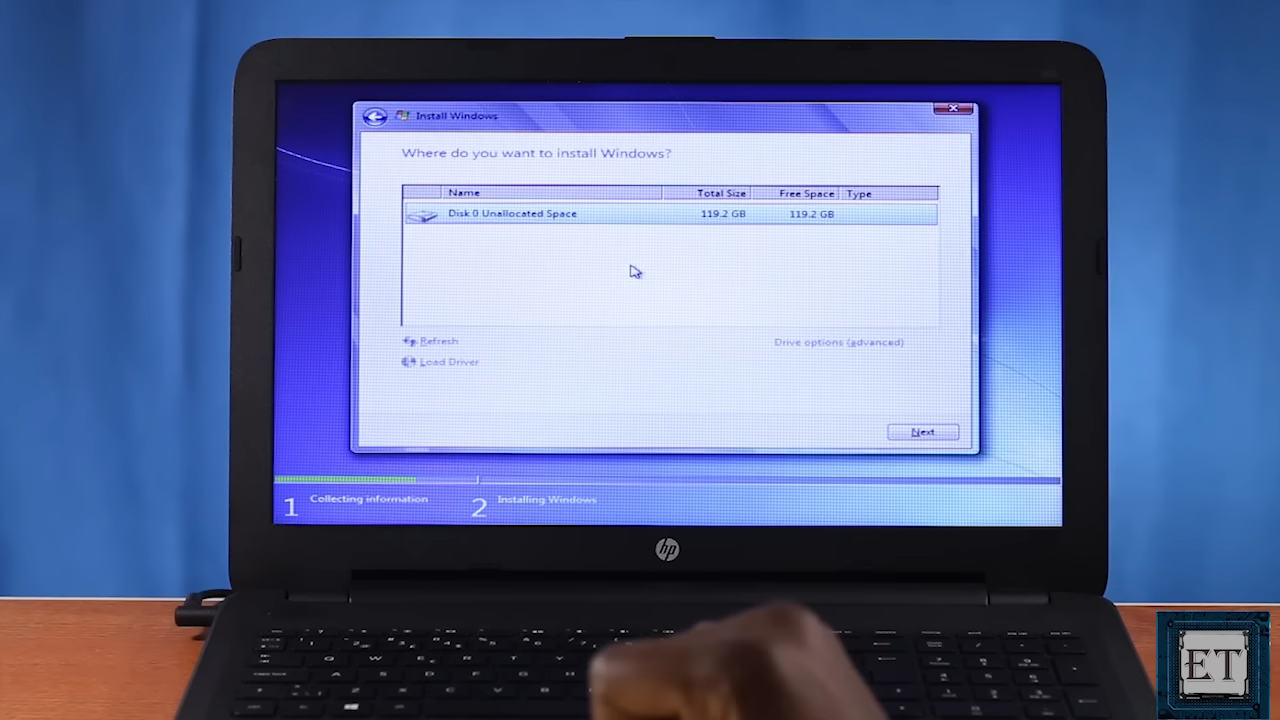 Install Windows
Where do you want to install Windows?
Name Total Size Free Space Type
Disk 0 Unallocated Space 119.2 GB 119.2 GB
Refresh Drive options (advanced)
Load Driver
Next
1 Collecting information 2 Installing Windows
hp
Q W E R T
A S D F G H
X C V B
ET